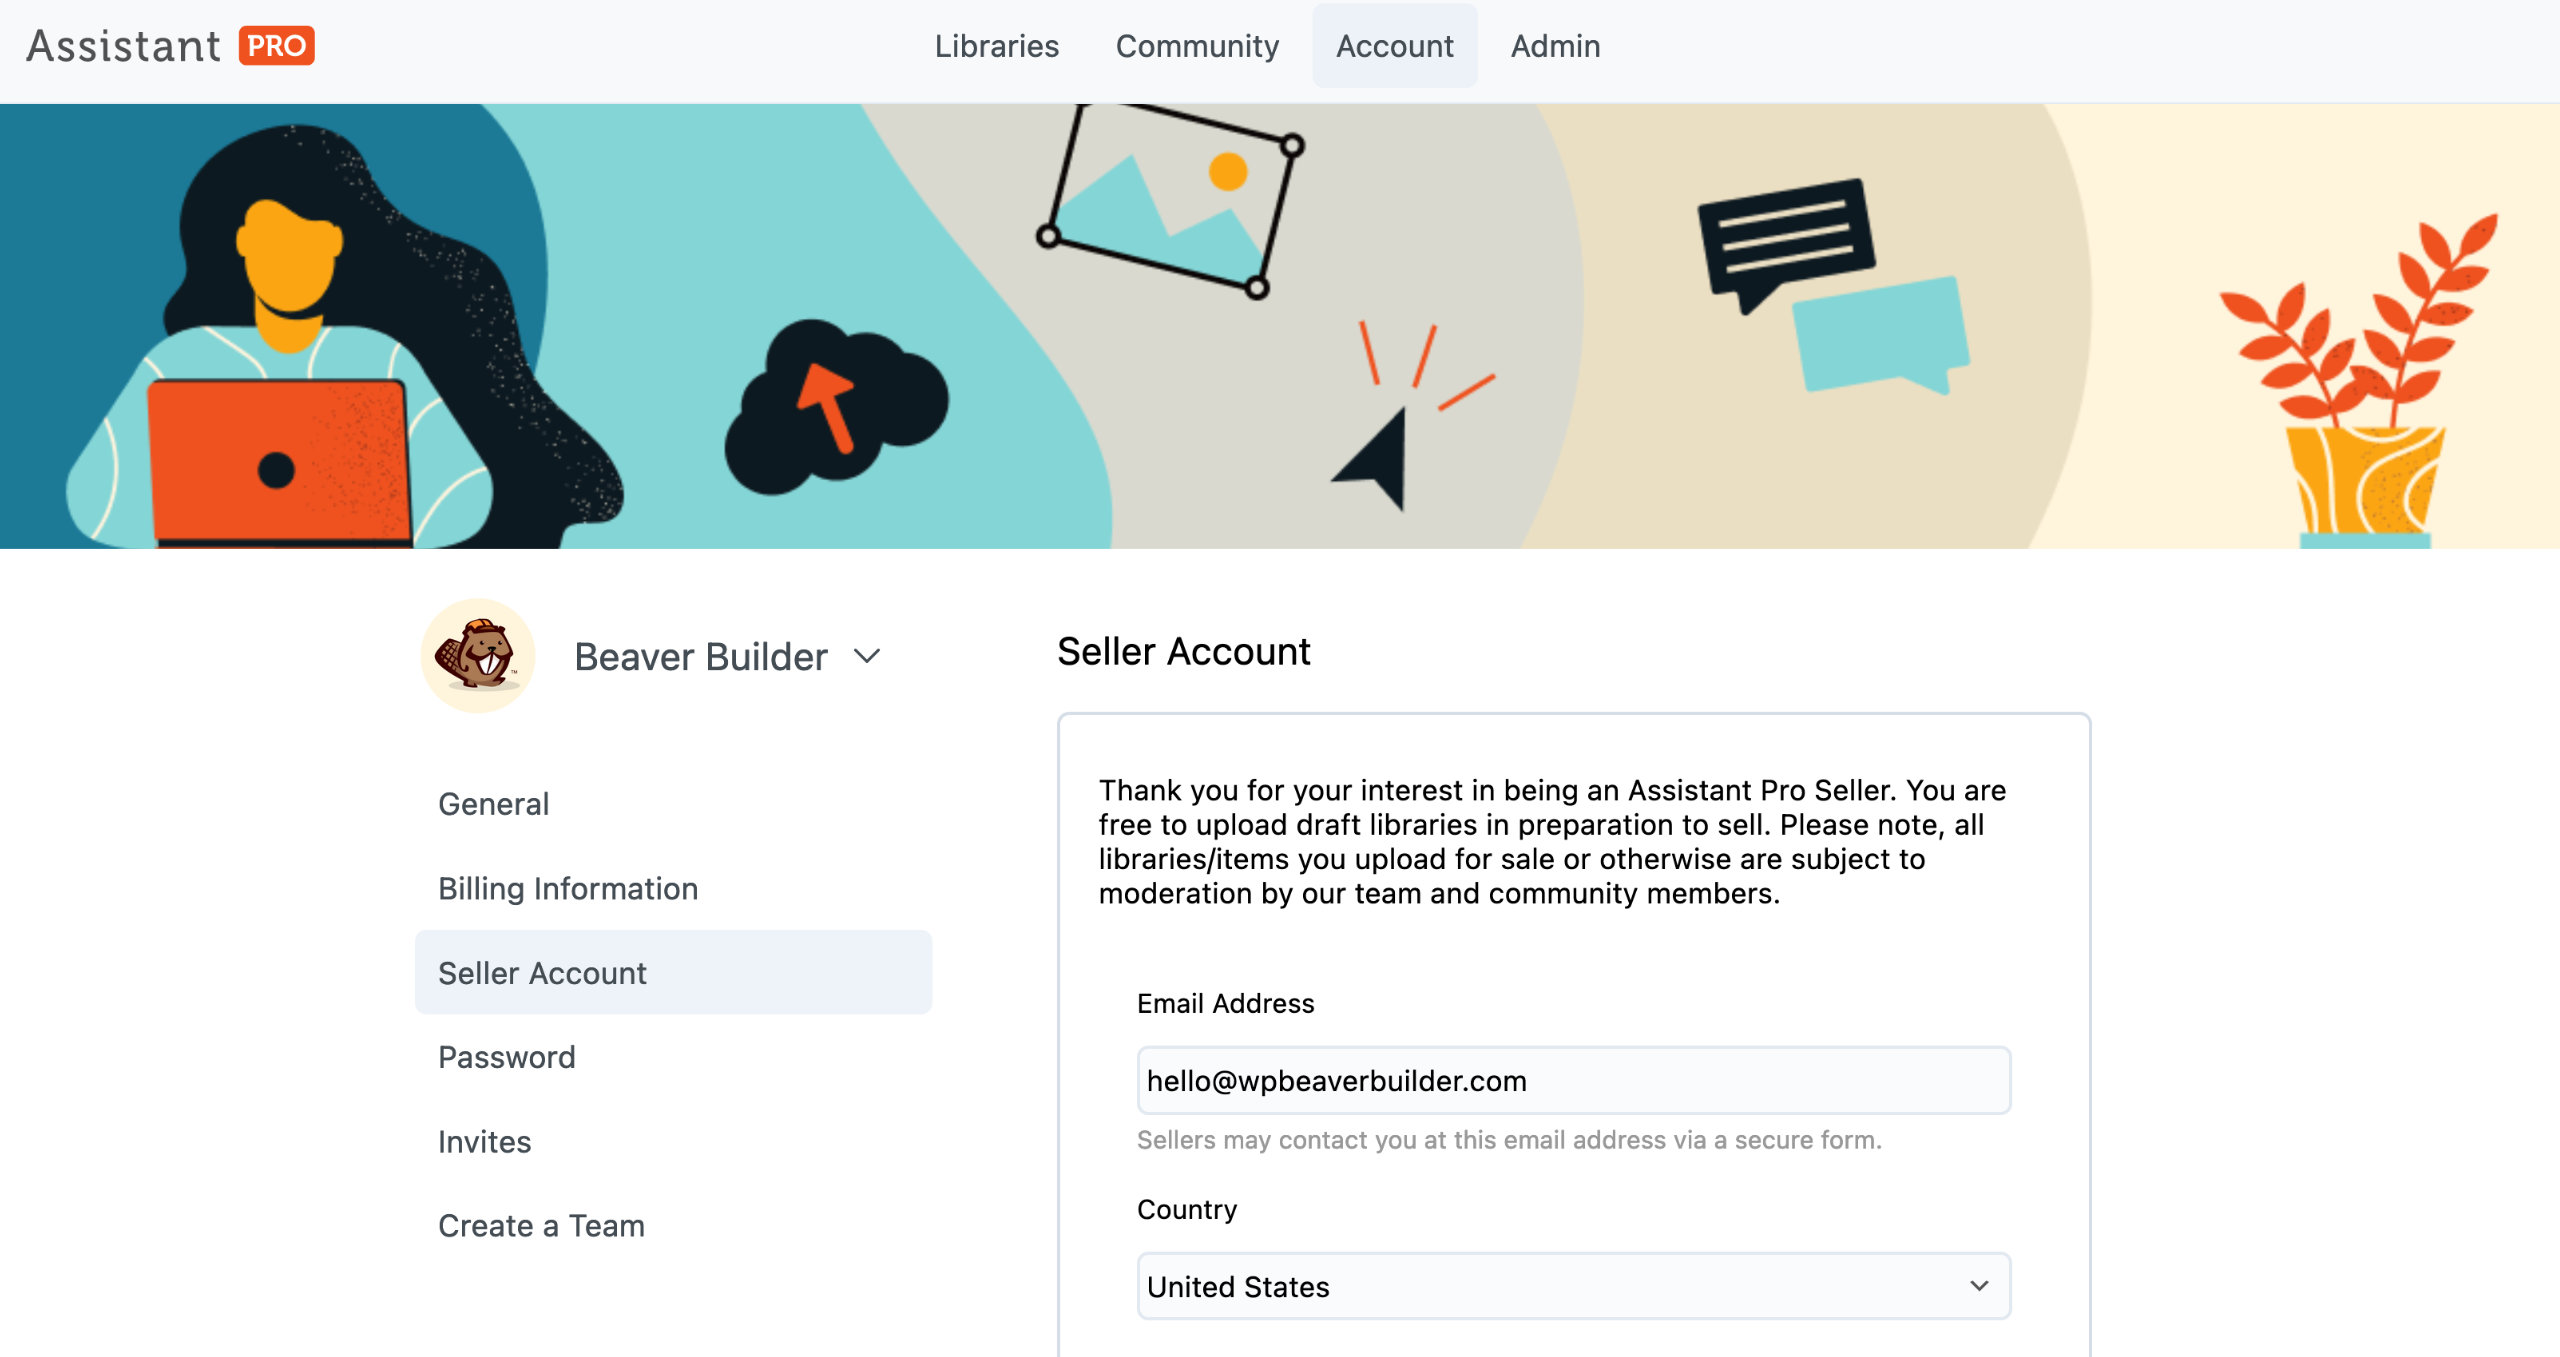 Assistant PRO
Libraries
Community
Account
Admin
Beaver Builder
General
Billing Information
Seller Account
Password
Invites
Create a Team
Seller Account
Thank you for your interest in being an Assistant Pro Seller. You are
free to upload draft libraries in preparation to sell. Please note, all
libraries/items you upload for sale or otherwise are subject to
moderation by our team and community members.
Email Address
hello@wpbeaverbuilder.com
Sellers may contact you at this email address via a secure form.
Country
United States